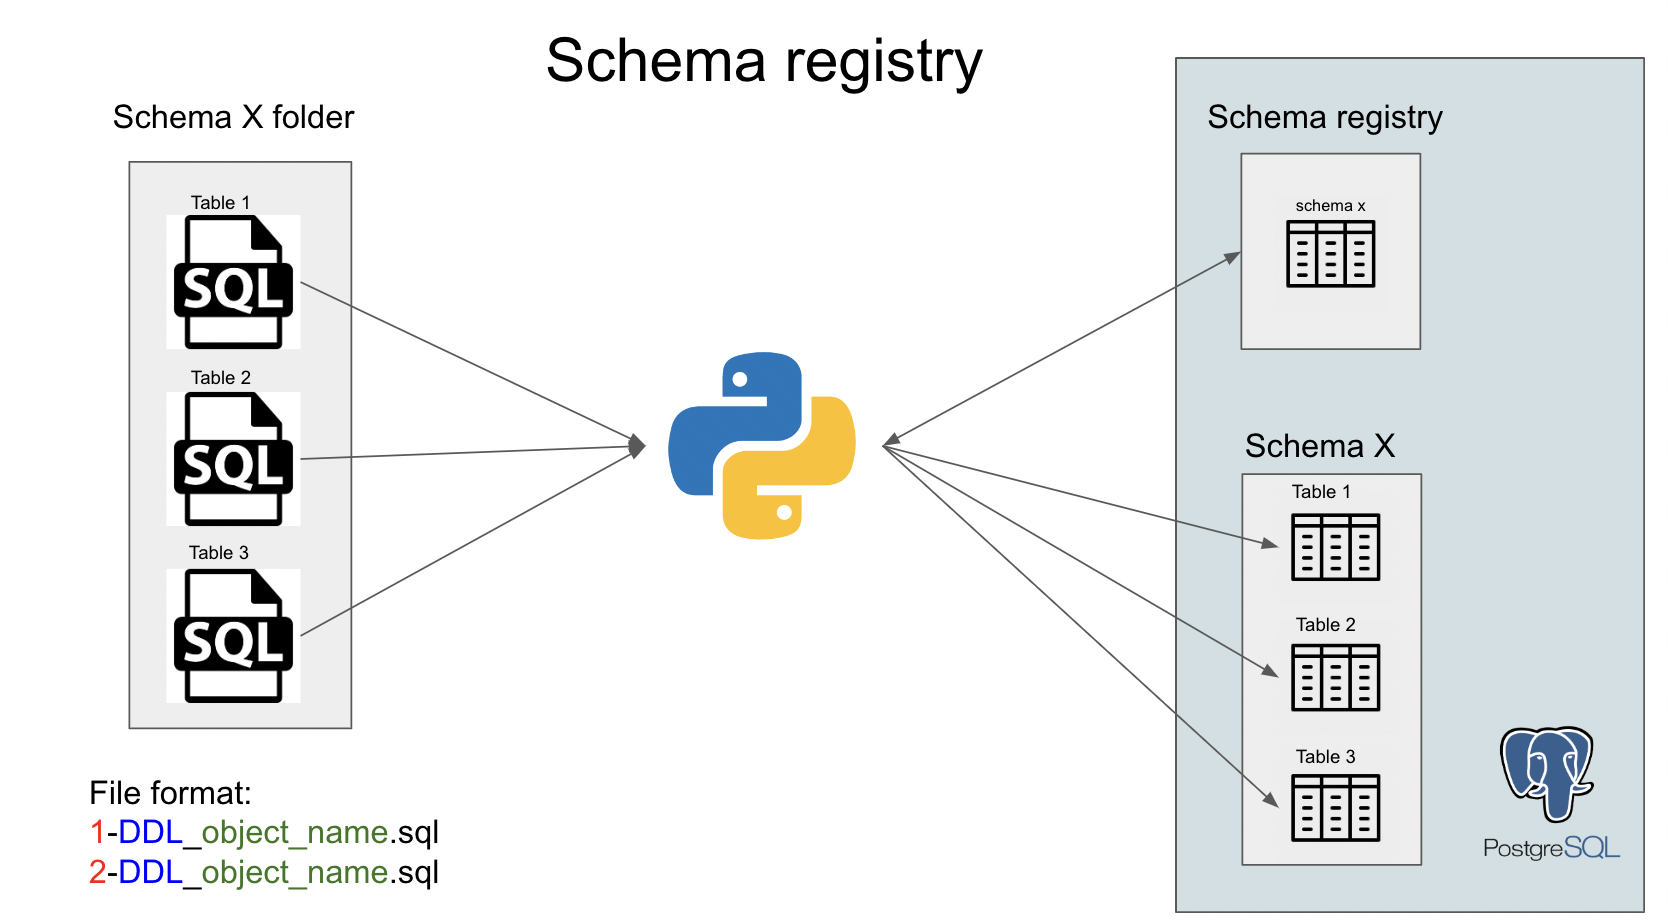 Schema registry
Schema X folder
Table 1
SQL
Table 2
SQL
Table 3
SQL
File format:
1-DDL_object_name.sql
2-DDL_object_name.sql
Schema registry
schema x
Schema X
Table 1
Table 2
Table 3
PostgreSQL